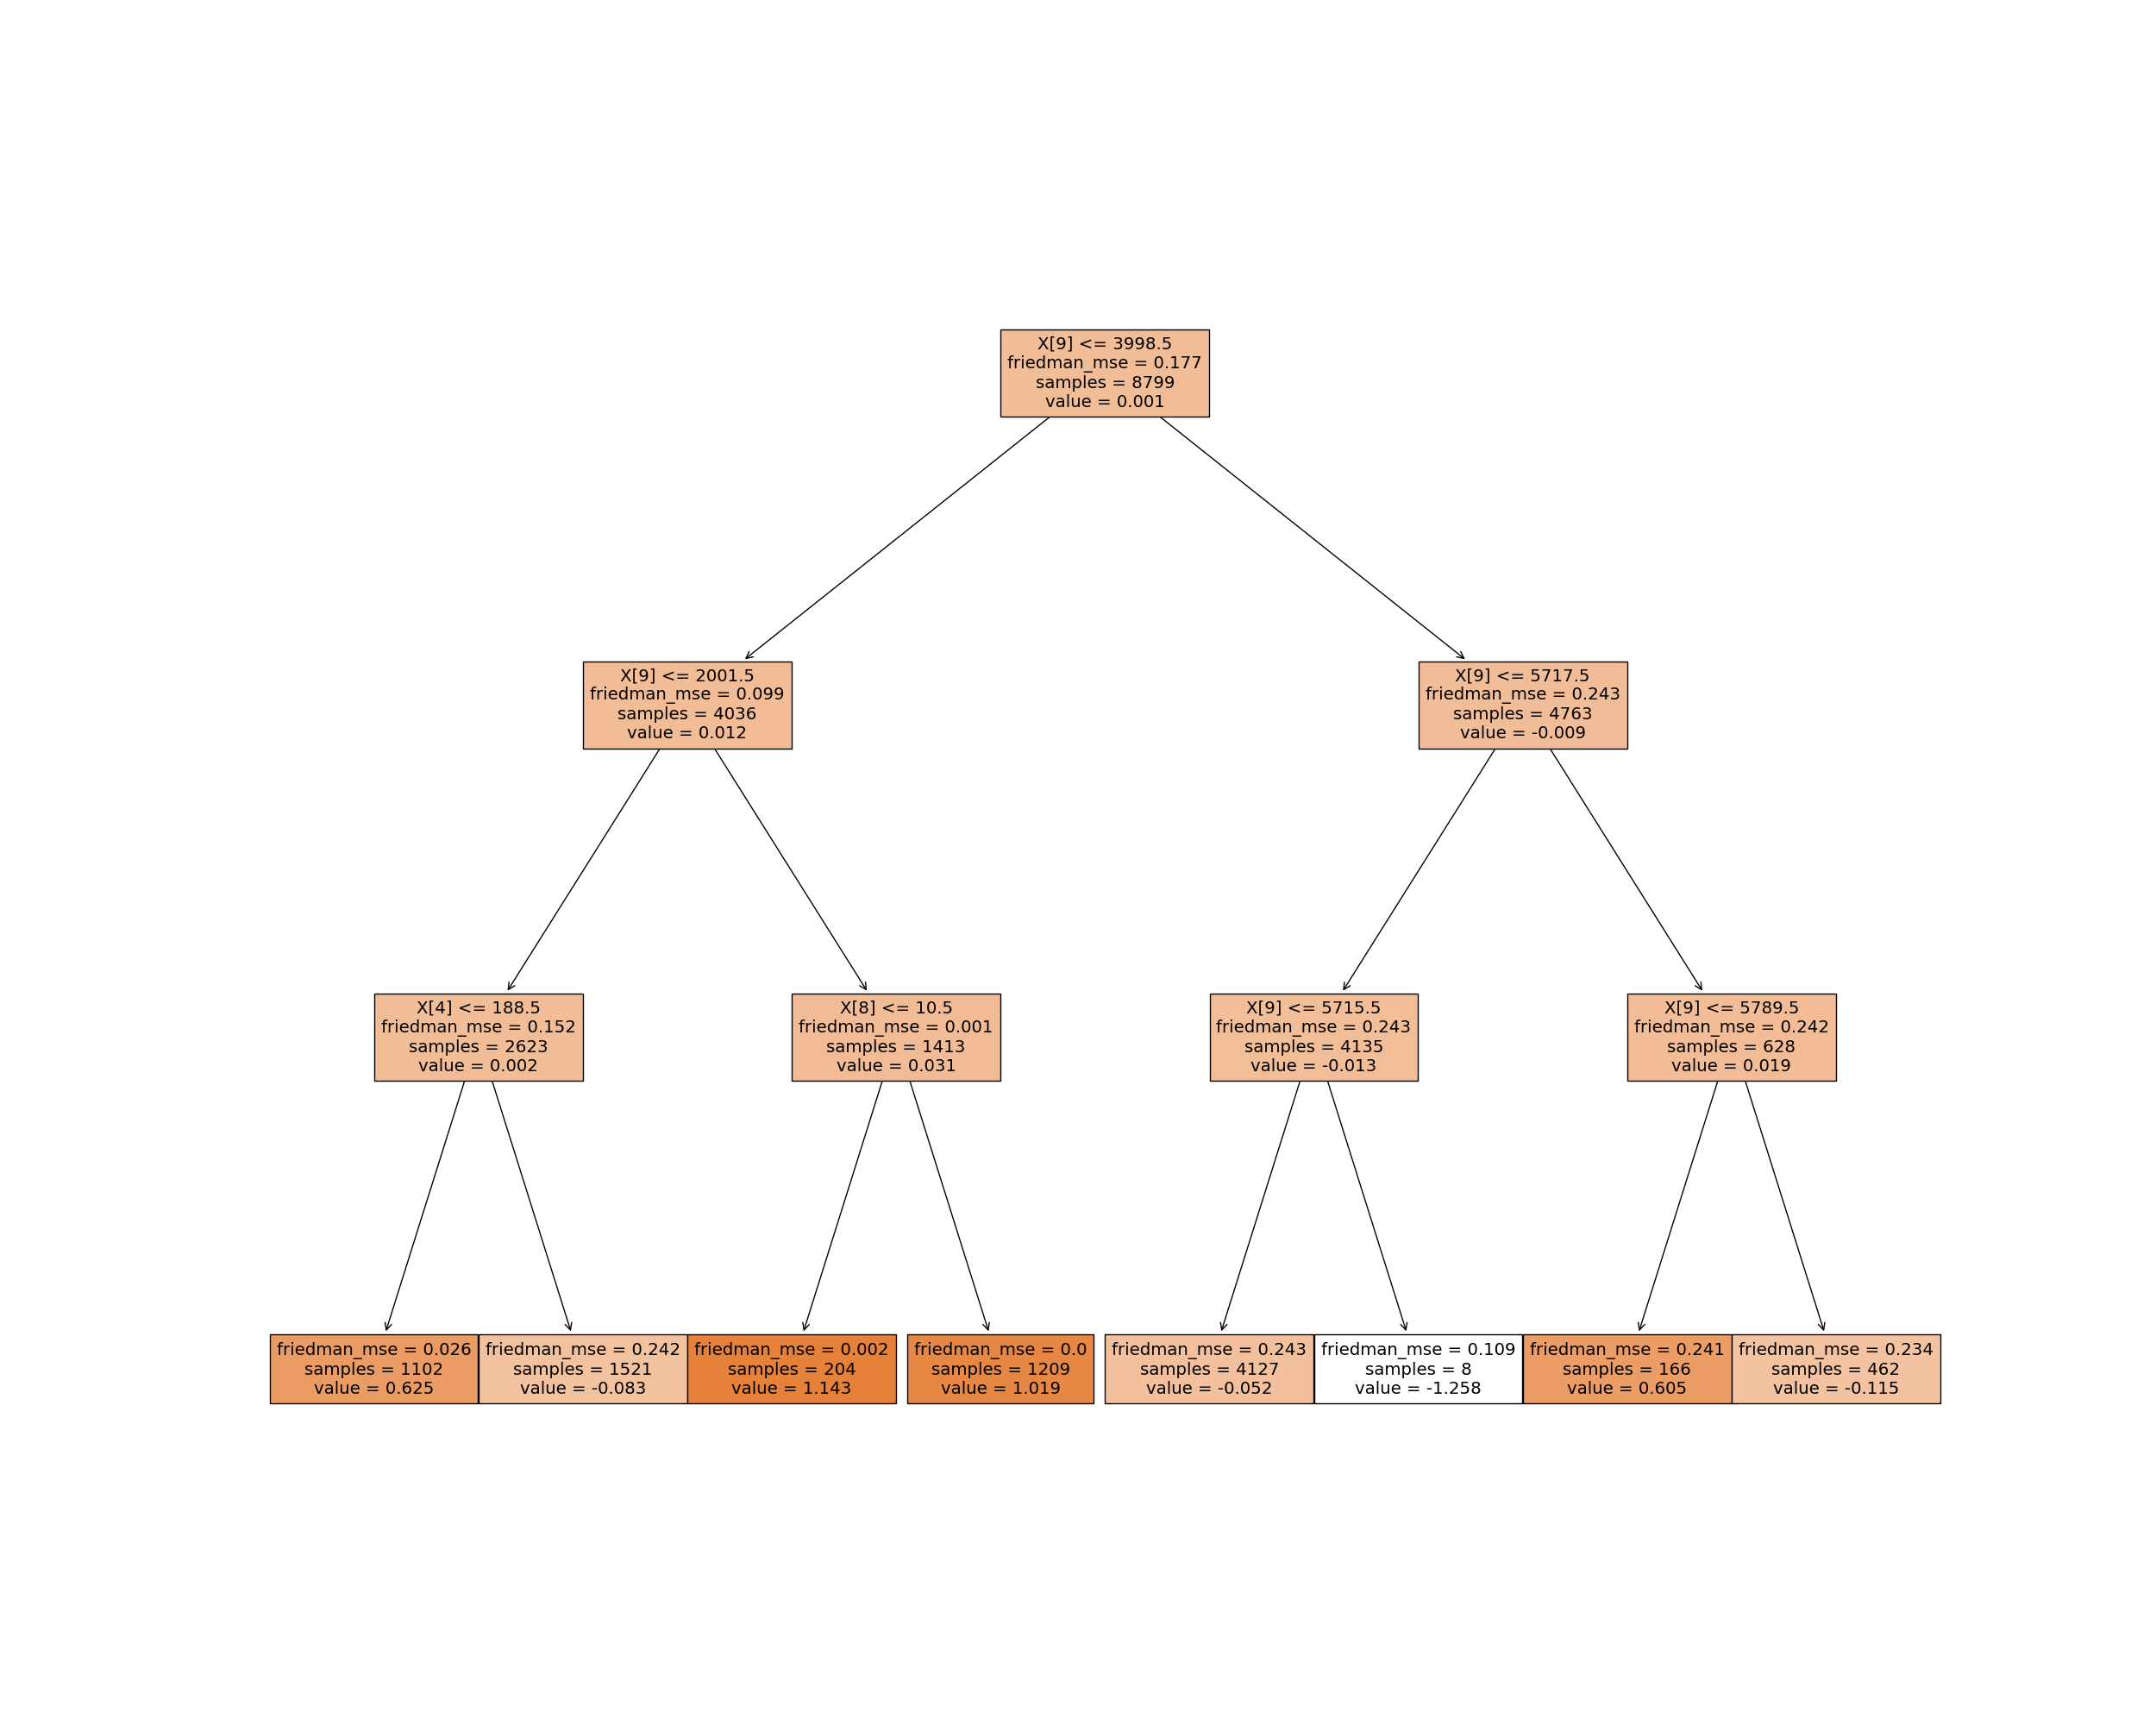 X[9] <= 3998.5
friedman_mse = 0.177
samples = 8799
value = 0.001
X[9] <= 2001.5
friedman_mse = 0.099
samples = 4036
value = 0.012
X[9] <= 5717.5
friedman_mse = 0.243
samples = 4763
value = -0.009
X[4] <= 188.5
friedman_mse = 0.152
samples = 2623
value = 0.002
X[8] <= 10.5
friedman_mse = 0.001
samples = 1413
value = 0.031
X[9] <= 5715.5
friedman_mse = 0.243
samples = 4135
value = -0.013
X[9] <= 5789.5
friedman_mse = 0.242
samples = 628
value = 0.019
friedman_mse = 0.026
samples = 1102
value = 0.625
friedman_mse = 0.242
samples = 1521
value = -0.083
friedman_mse = 0.002
samples = 204
value = 1.143
friedman_mse = 0.0
samples = 1209
value = 1.019
friedman_mse = 0.243
samples = 4127
value = -0.052
friedman_mse = 0.109
samples = 8
value = -1.258
friedman_mse = 0.241
samples = 166
value = 0.605
friedman_mse = 0.234
samples = 462
value = -0.115